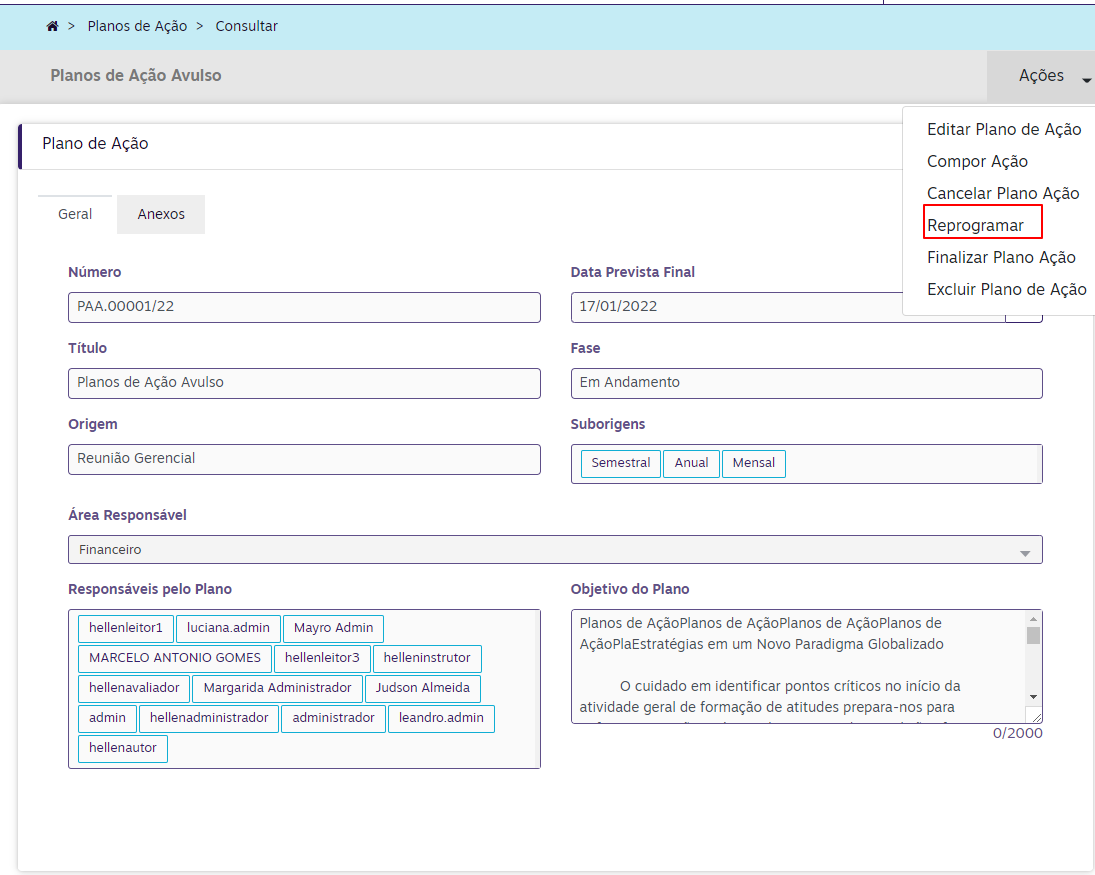 > Planos de Ação > Consultar
Planos de Ação Avulso
Ações
Editar Plano de Ação
Compor Ação
Cancelar Plano Ação
Reprogramar
Finalizar Plano Ação
Excluir Plano de Ação
Plano de Ação
Geral Anexos
Número
PAA.00001/22
Data Prevista Final
17/01/2022
Título
Planos de Ação Avulso
Fase
Em Andamento
Origem
Reunião Gerencial
Suborigens
Semestral Anual Mensal
Área Responsável
Financeiro
Responsáveis pelo Plano
hellenleitor1 luciana.admin Mayro Admin
MARCELO ANTONIO GOMES hellenleitor3 helleninstrutor
hellenavaliador Margarida Administrador Judson Almeida
admin hellenadministrador administrador leandro.admin
hellenautor
Objetivo do Plano
Planos de AçãoPlanos de AçãoPlanos de AçãoPlanos de
AçãoPlaEstratégias em um Novo Paradigma Globalizado
O cuidado em identificar pontos críticos no início da
atividade geral de formação de atitudes prepara-nos para
0/2000